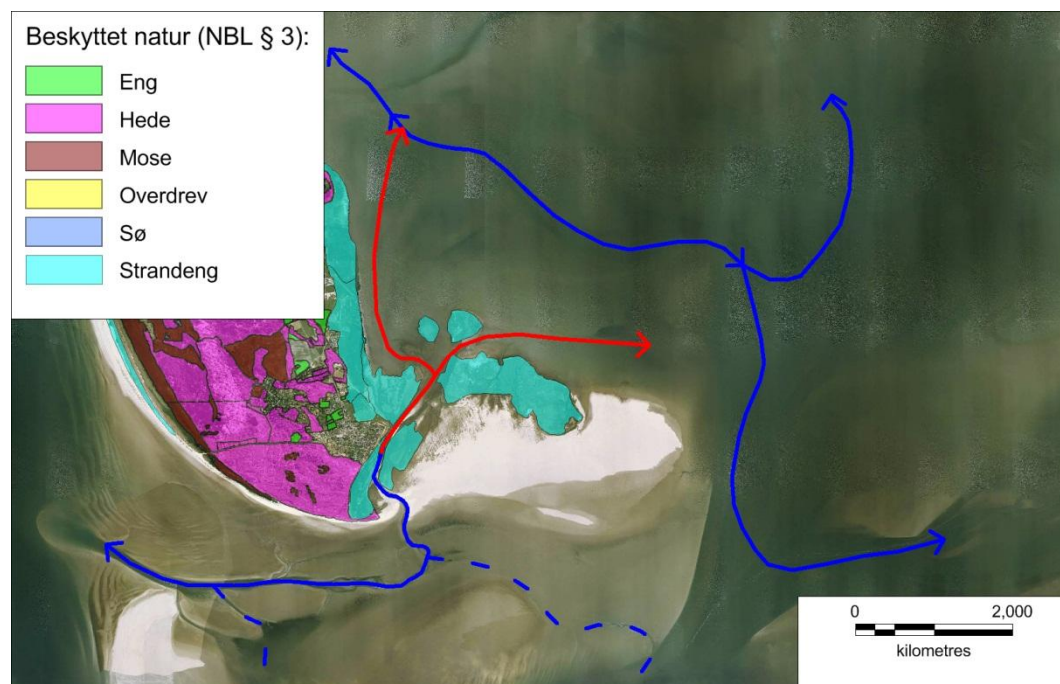 Beskyttet natur (NBL § 3):
Eng
Hede
Mose
Overdrev
Sø
Strandeng
0 2,000
kilometres